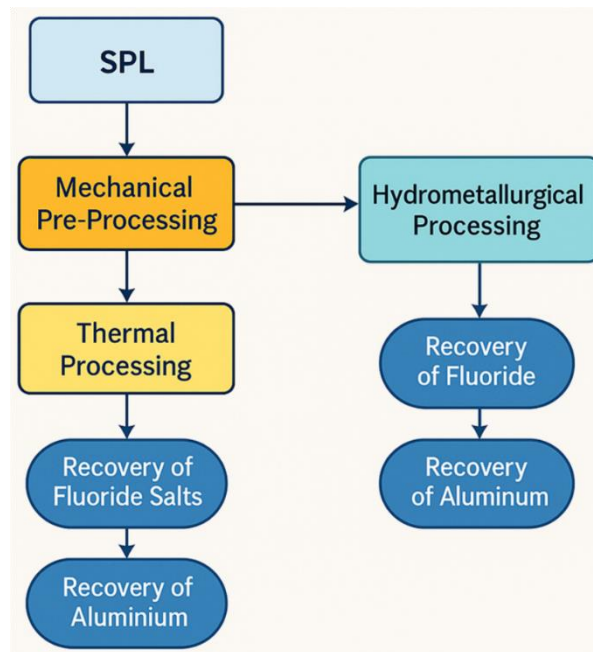 SPL
Mechanical
Pre-Processing
Hydrometallurgical
Processing
Thermal
Processing
Recovery
of Fluoride
Recovery of
Fluoride Salts
Recovery
of Aluminum
Recovery of
Aluminium